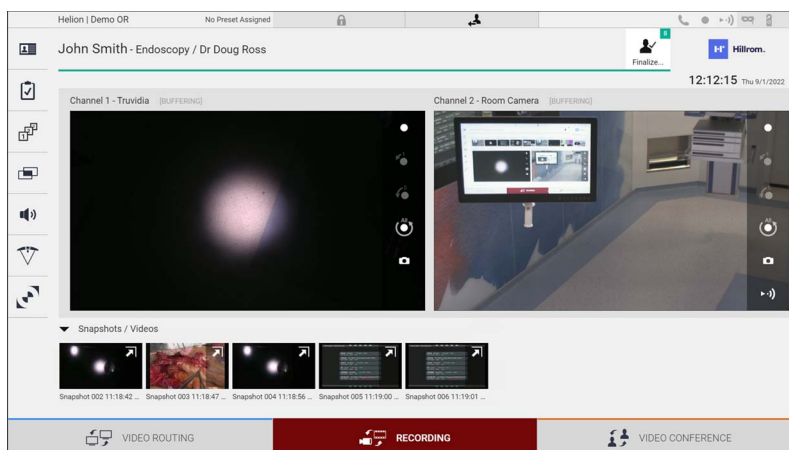 Helion | Demo OR
No Preset Assigned
John Smith - Endoscopy / Dr Doug Ross
8
Finalize...
H Hillrom.
12:12:15 Thu 9/1/2022
Channel 1 - Truvidia [BUFFERING]
Channel 2 - Room Camera [BUFFERING]
All
All
Snapshots / Videos
Snapshot 002 11:18:42 ...
Snapshot 003 11:18:47 ...
Snapshot 004 11:18:56 ...
Snapshot 005 11:19:00 ...
Snapshot 006 11:19:01 ...
VIDEO ROUTING
RECORDING
VIDEO CONFERENCE